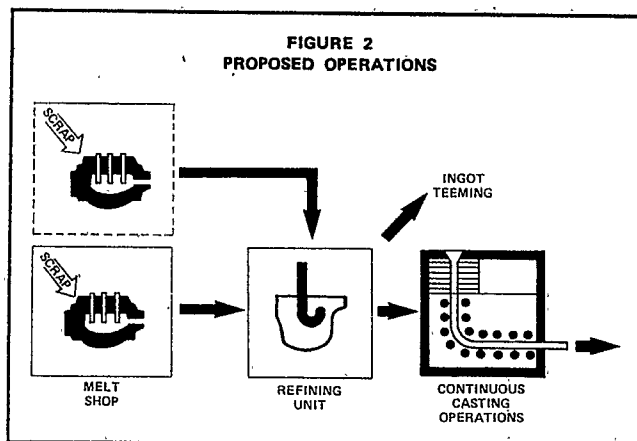 FIGURE 2
PROPOSED OPERATIONS
SCRAP
INGOT
TEEMING
SCRAP
MELT
SHOP
REFINING
UNIT
CONTINUOUS
CASTING
OPERATIONS